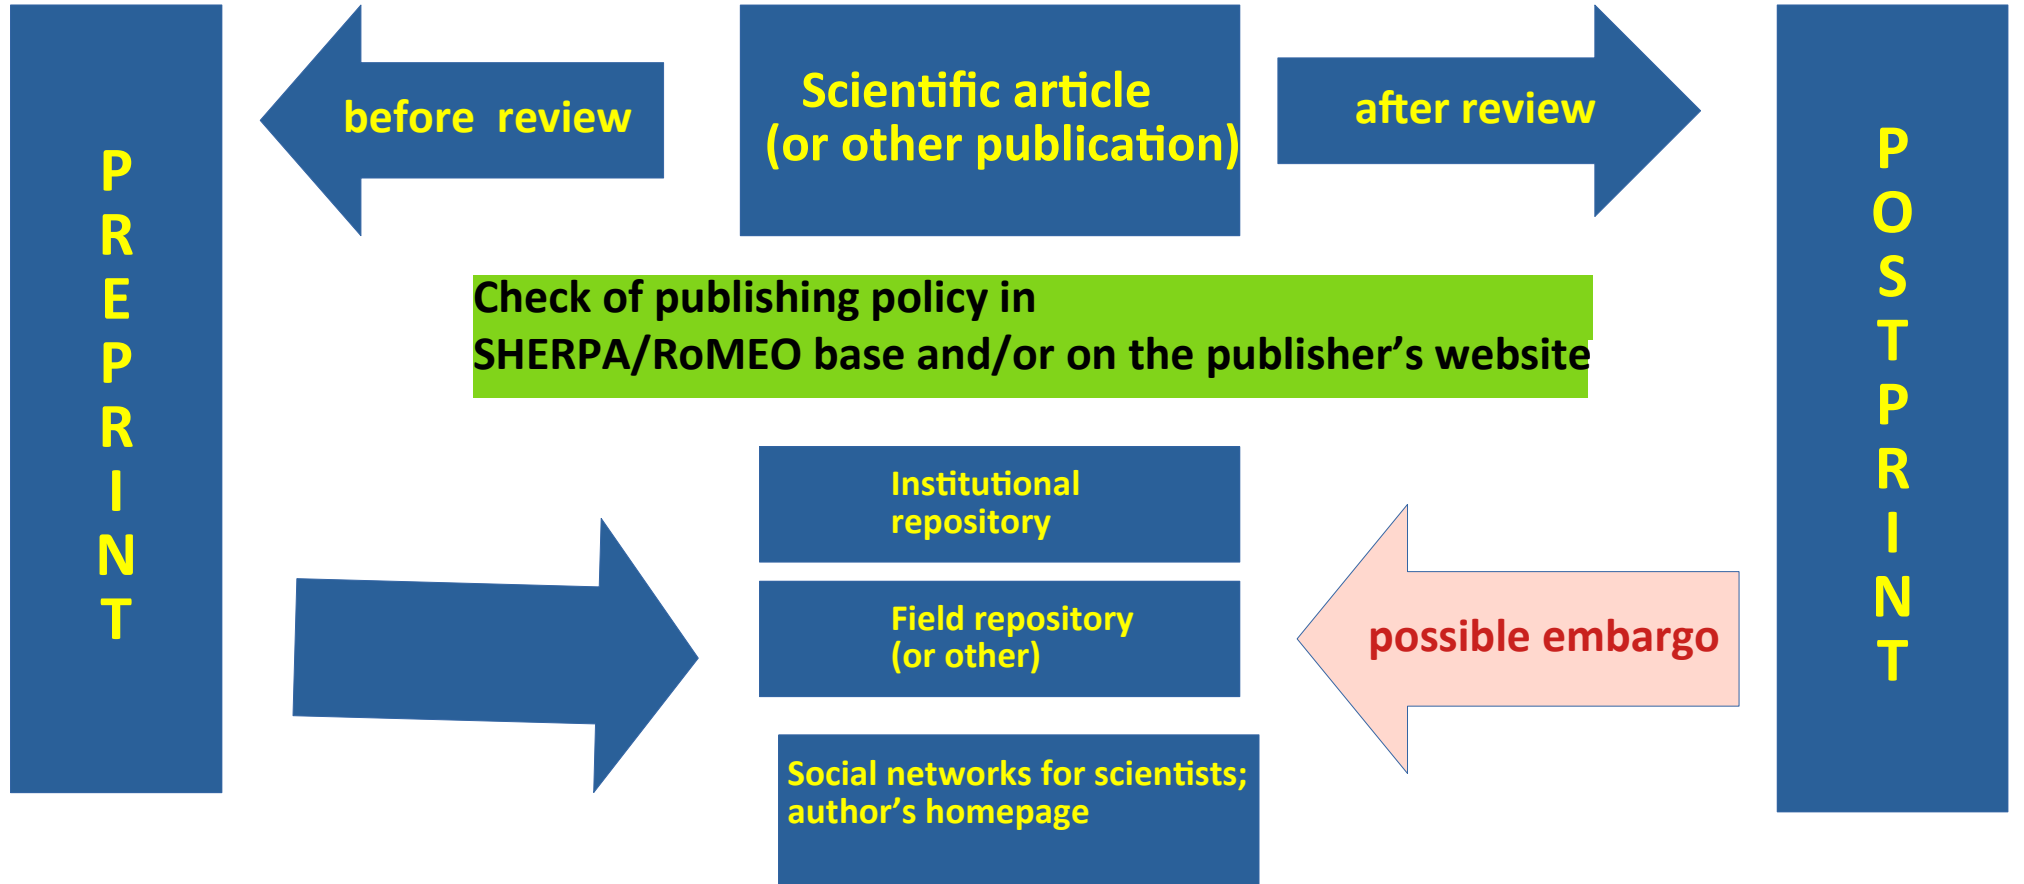 before  review
Scientific article
(or other publication)
after review
P
R
E
P
R
I
N
T
P
O
S
T
P
R
I
N
T
Check of publishing policy in
SHERPA/RoMEO base and/or on the publisher’s website
Institutional
repository
Field repository
(or other)
possible embargo
Social networks for scientists;
author’s homepage